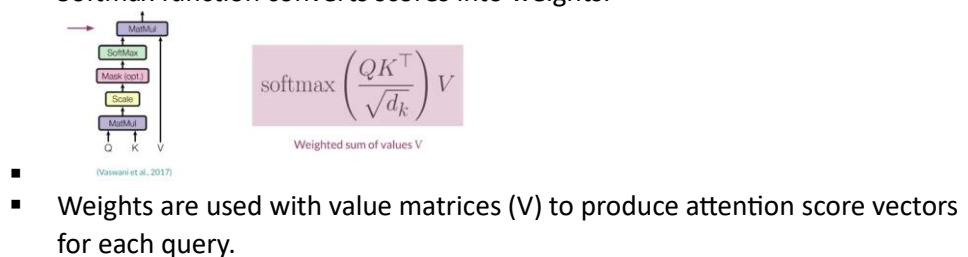 Softmax function converts scores into weights.
MatMul
SoftMax
Mask (opt.)
Scale
MatMul
Q K V
(Vaswani et al., 2017)
softmax(QK⊤/√dk)V
Weighted sum of values V
▪
▪ Weights are used with value matrices (V) to produce attention score vectors
for each query.